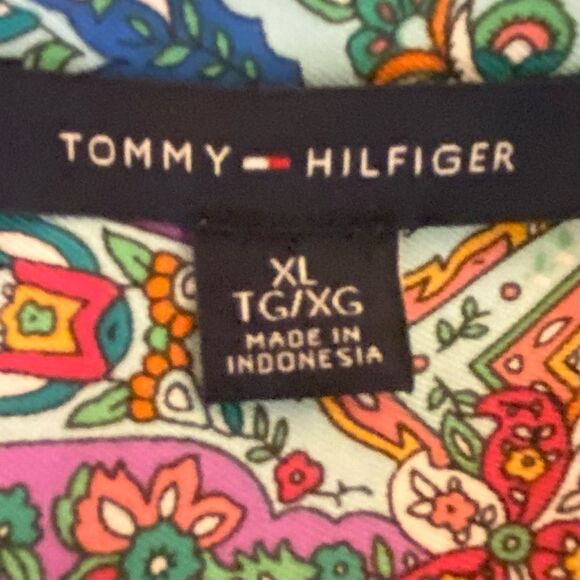 TOMMY HILFIGER
XL
TG/XG
MADE IN
INDONESIA